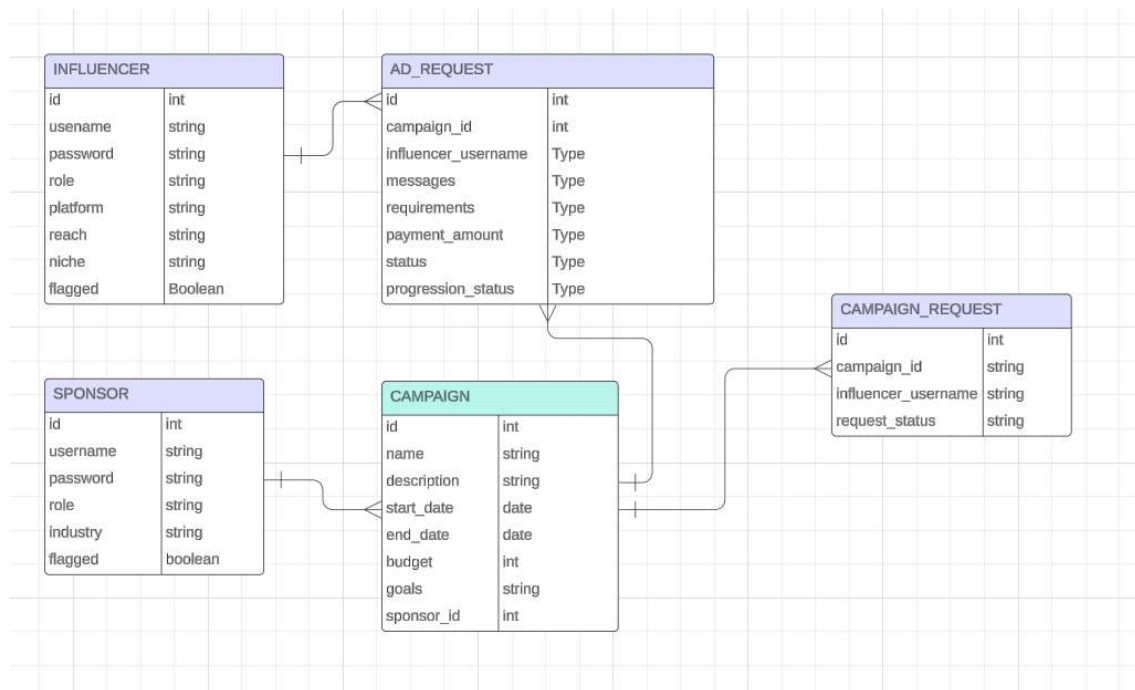 INFLUENCER
id int
usename string
password string
role string
platform string
reach string
niche string
flagged Boolean
AD_REQUEST
id int
campaign_id int
influencer_username Type
messages Type
requirements Type
payment_amount Type
status Type
progression_status Type
CAMPAIGN_REQUEST
id int
campaign_id string
influencer_username string
request_status string
SPONSOR
id int
username string
password string
role string
industry string
flagged boolean
CAMPAIGN
id int
name string
description string
start_date date
end_date date
budget int
goals string
sponsor_id int